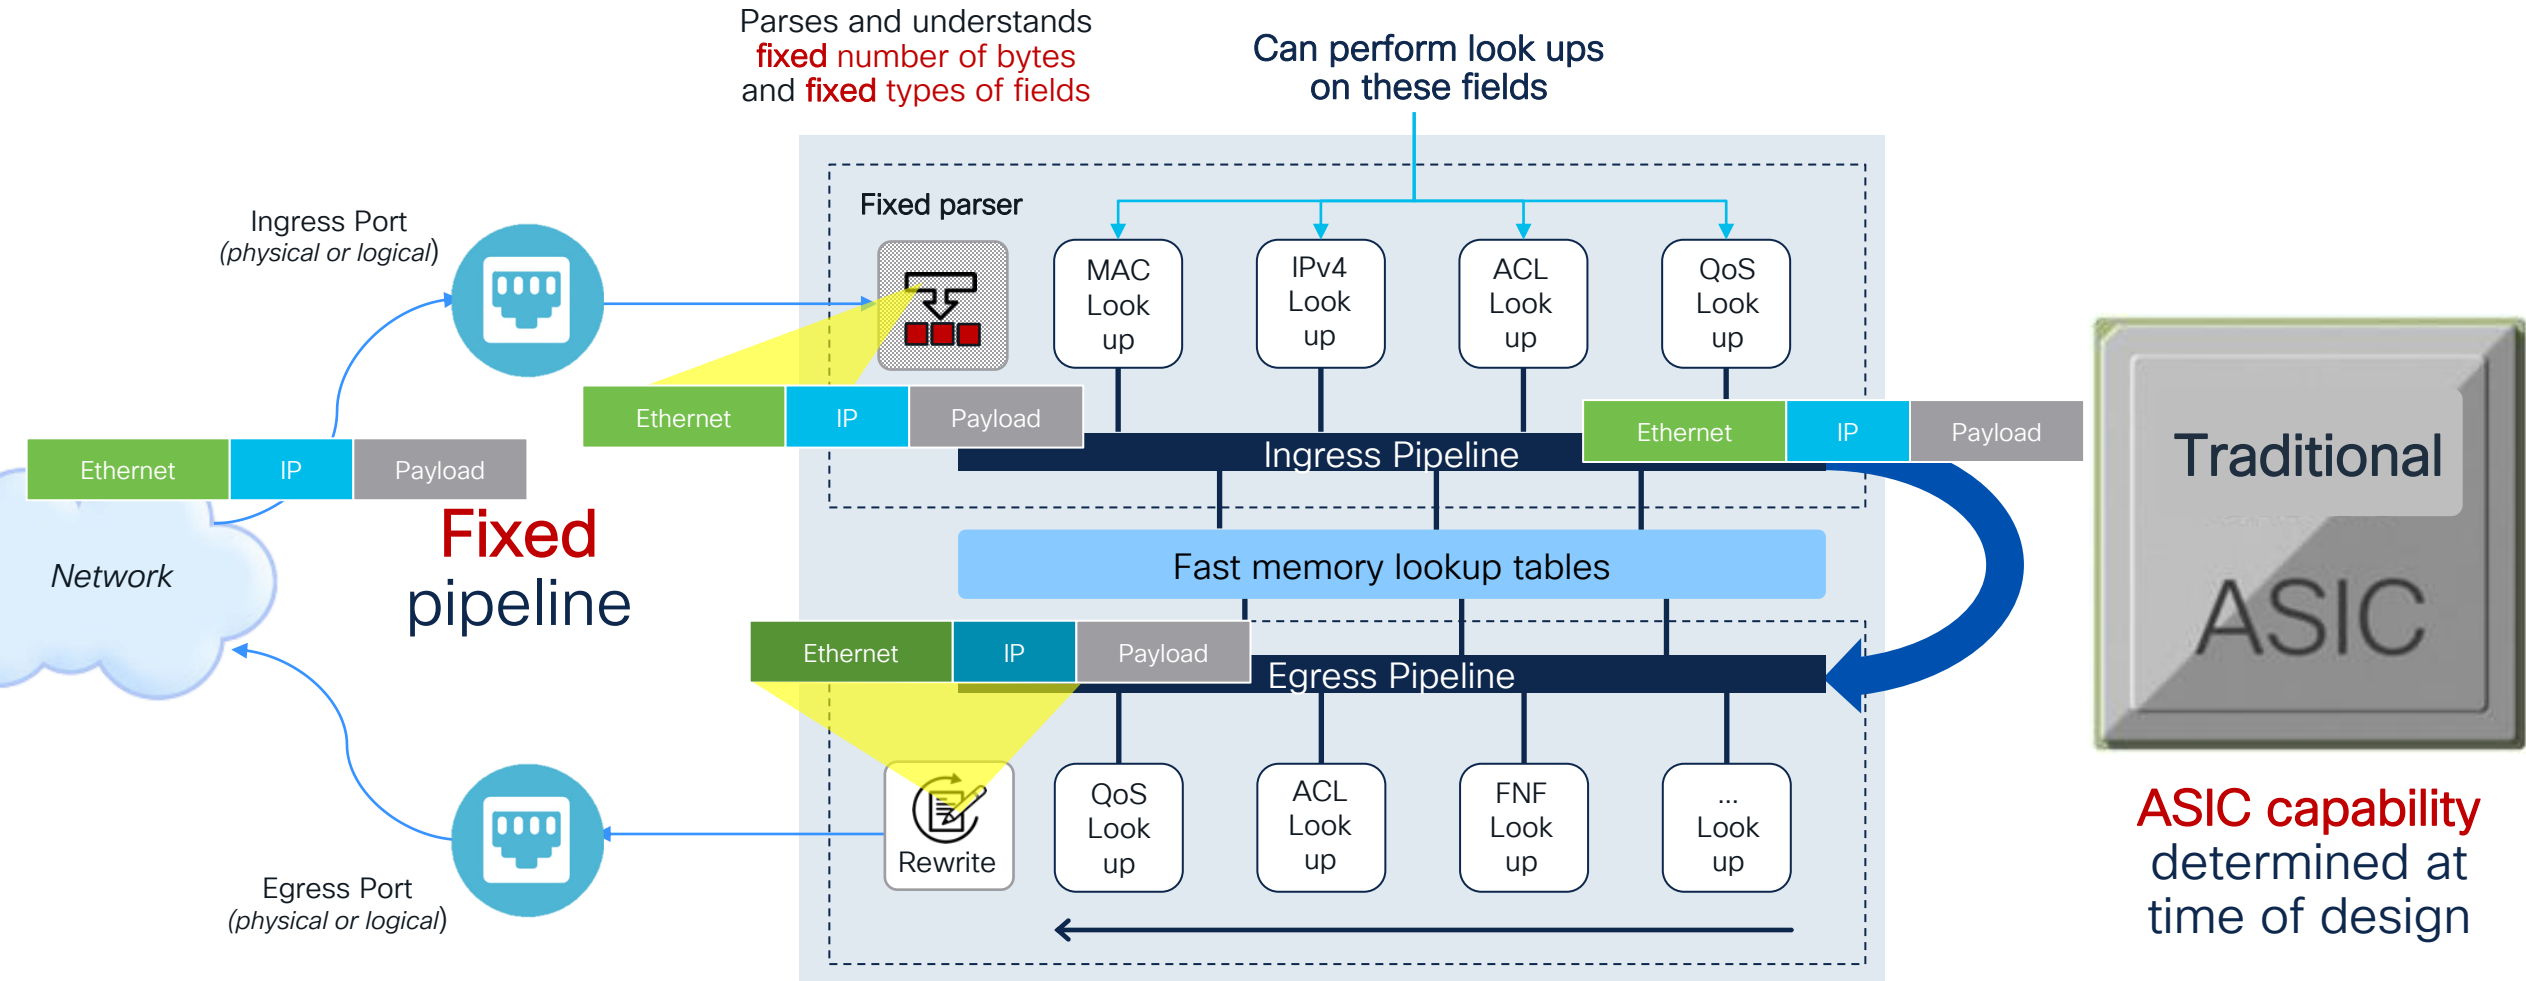 Parses and understands
fixed number of bytes
and fixed types of fields
Can perform look ups
on these fields
Ingress Port
(physical or logical)
Fixed parser
MAC
Look
up
IPv4
Look
up
ACL
Look
up
QoS
Look
up
Ethernet IP Payload
Ethernet IP Payload
Ethernet IP Payload
Ingress Pipeline
Traditional
ASIC
Network
Fixed
pipeline
Fast memory lookup tables
Ethernet IP Payload
Egress Pipeline
Rewrite
QoS
Look
up
ACL
Look
up
FNF
Look
up
...
Look
up
Egress Port
(physical or logical)
ASIC capability
determined at
time of design